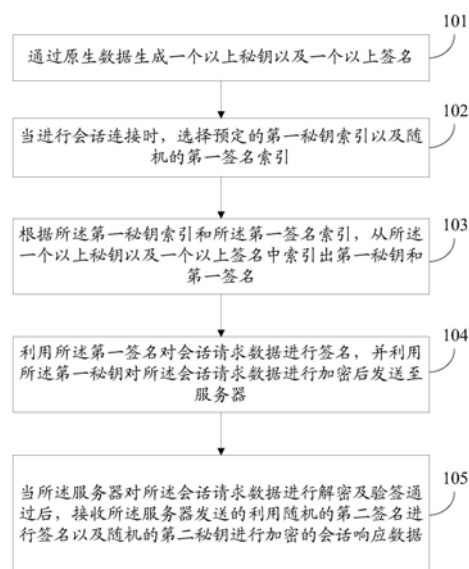 101
通过原生数据生成一个以上秘钥以及一个以上签名
102
当进行会话连接时，选择预定的第一秘钥索引以及随
机的第一签名索引
103
根据所述第一秘钥索引和所述第一签名索引，从所述
一个以上秘钥以及一个以上签名中索引出第一秘钥和
第一签名
104
利用所述第一签名对会话请求数据进行签名，并利用
所述第一秘钥对所述会话请求数据进行加密后发送至
服务器
105
当所述服务器对所述会话请求数据进行解密及验签通
过后，接收所述服务器发送的利用随机的第二签名进
行签名以及随机的第二秘钥进行加密的会话响应数据